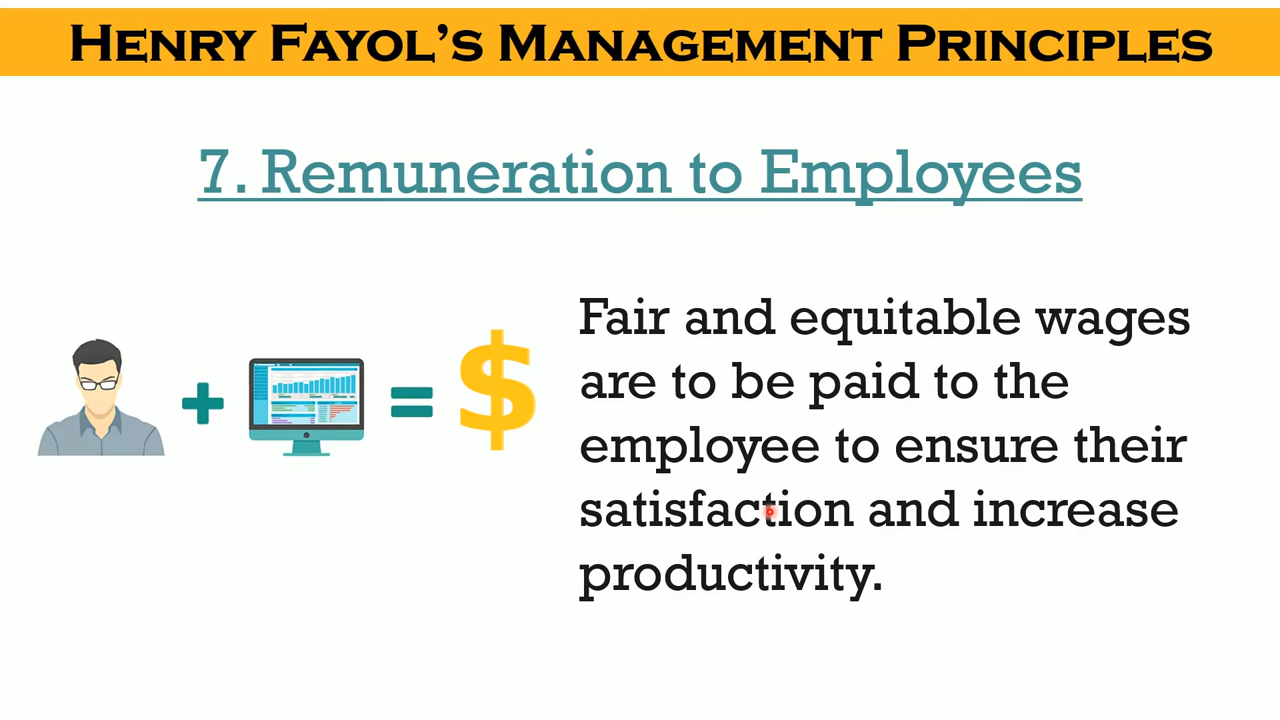 HENRY FAYOL'S MANAGEMENT PRINCIPLES
7. Remuneration to Employees
Fair and equitable wages
are to be paid to the
employee to ensure their
satisfaction and increase
productivity.
$